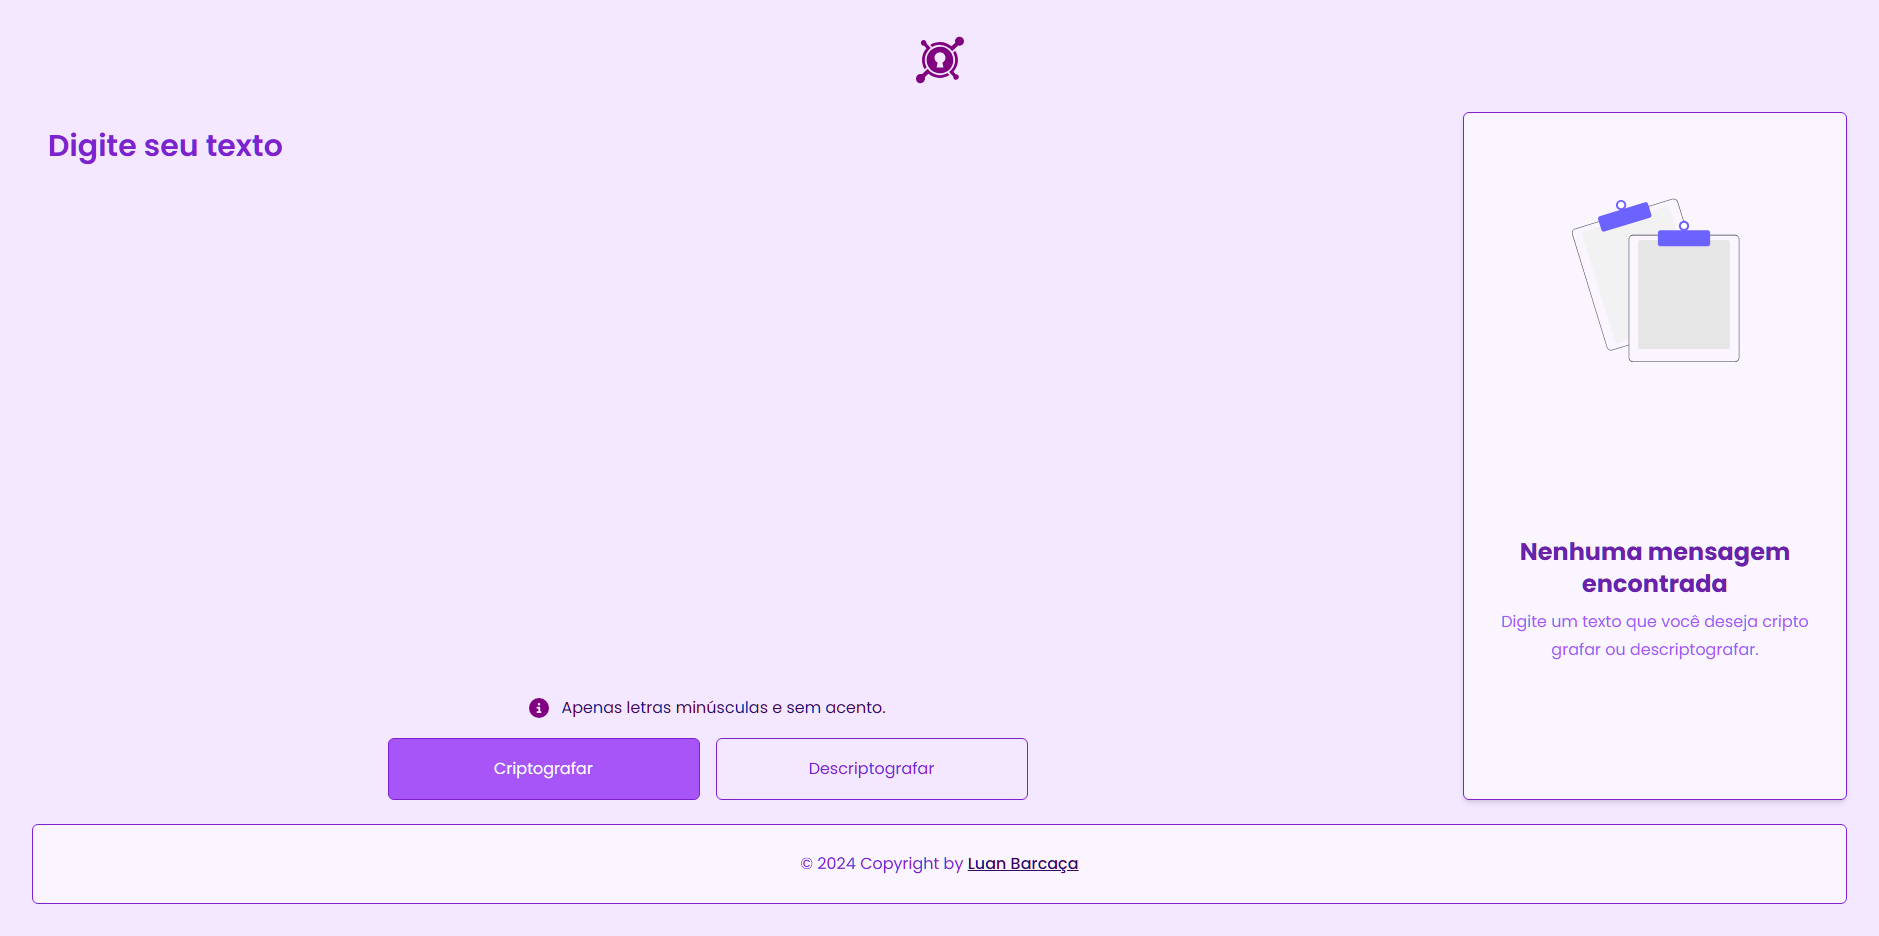 Digite seu texto
Nenhuma mensagem
encontrada
Digite um texto que você deseja cripto
grafar ou descriptografar.
Apenas letras minúsculas e sem acento.
Criptografar
Descriptografar
© 2024 Copyright by Luan Barcaça